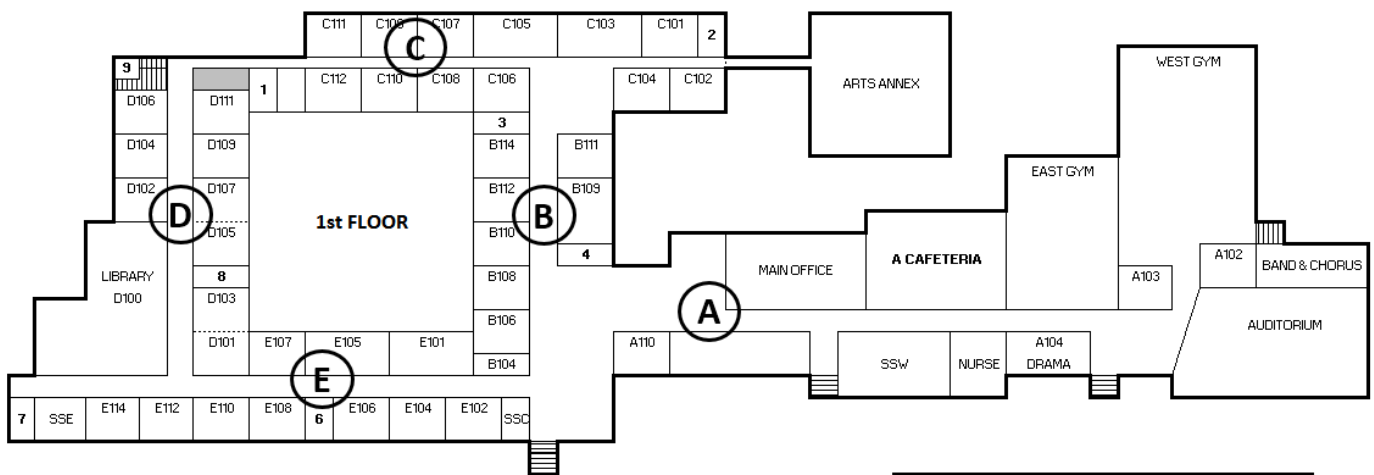 C111 C109 C107 C105 C103 C101 2
C
C112 C110 C108 C106 C104 C102
ARTS ANNEX
WEST GYM
9
1
D106 D111
3
D104 D109 B114 B111
EAST GYM
D102 D107 B112 B109
D B
1st FLOOR
D105 B110
4
A102
LIBRARY
D100
8
B108
MAIN OFFICE
A CAFETERIA
A103
BAND & CHORUS
D103
A
B106
AUDITORIUM
D101 E107 E105 E101 A110 A104
DRAMA
B104
SSW NURSE
E
7 SSE E114 E112 E110 E108 6 E106 E104 E102